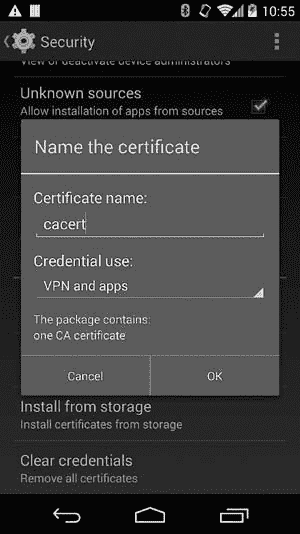 10:55
Security
View or deactivate device administrators
Unknown sources
Allow installation of apps from sources
Name the certificate
Certificate name:
cacert
Credential use:
VPN and apps
The package contains:
one CA certificate
Cancel
OK
Install from storage
Install certificates from storage
Clear credentials
Remove all certificates